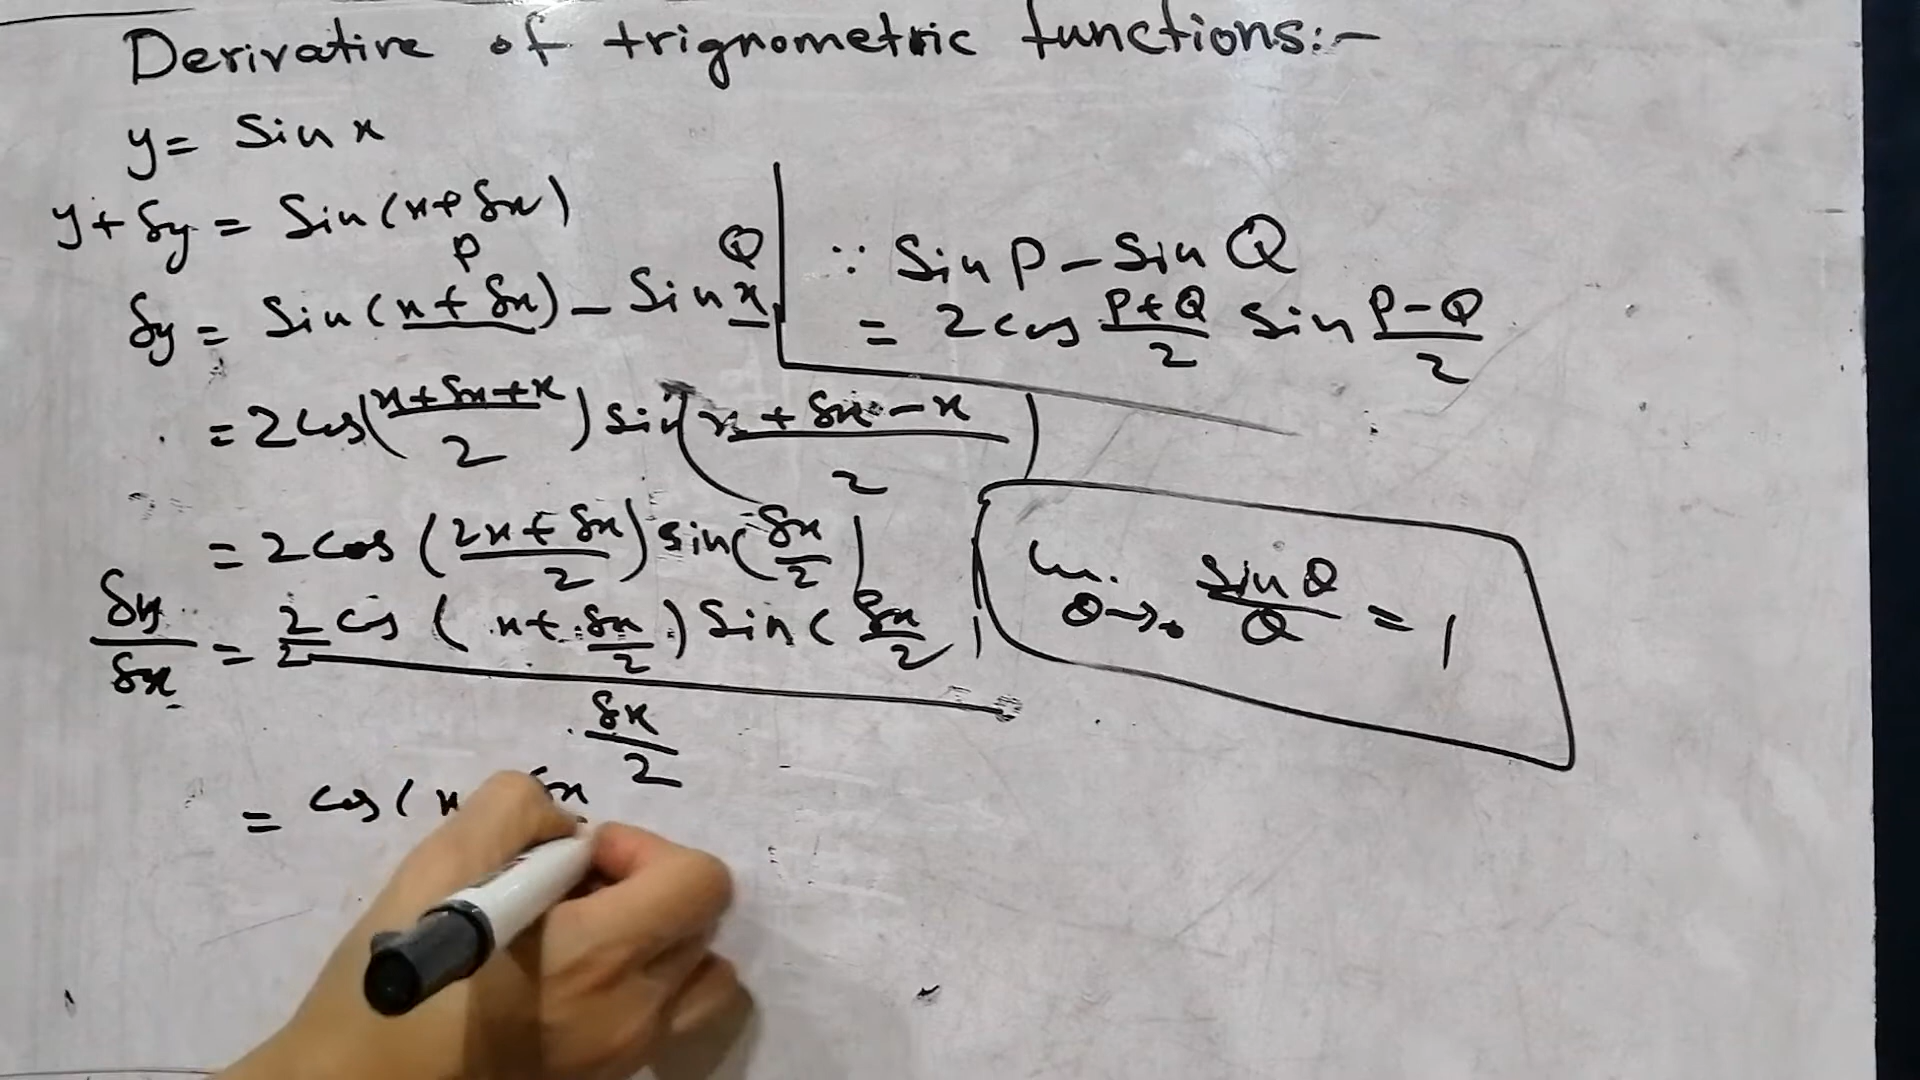 Derivative of trignometric functions:-
y = Sin x
y + δy = Sin(x + δx)
P Q
δy = Sin(x + δx) - Sin x
∵ Sin P - Sin Q
= 2 cos P+Q/2 Sin P-Q/2
= 2 Cos(x+δx+x/2) sin(x+δx-x/2)
= 2 Cos(2x+δx/2) sin(δx/2)
Lim. θ→0 Sin θ/θ = 1
δy/δx = 2/2 Cos(x+δx/2) Sin(δx/2)
δx/2
= Cos(x δx